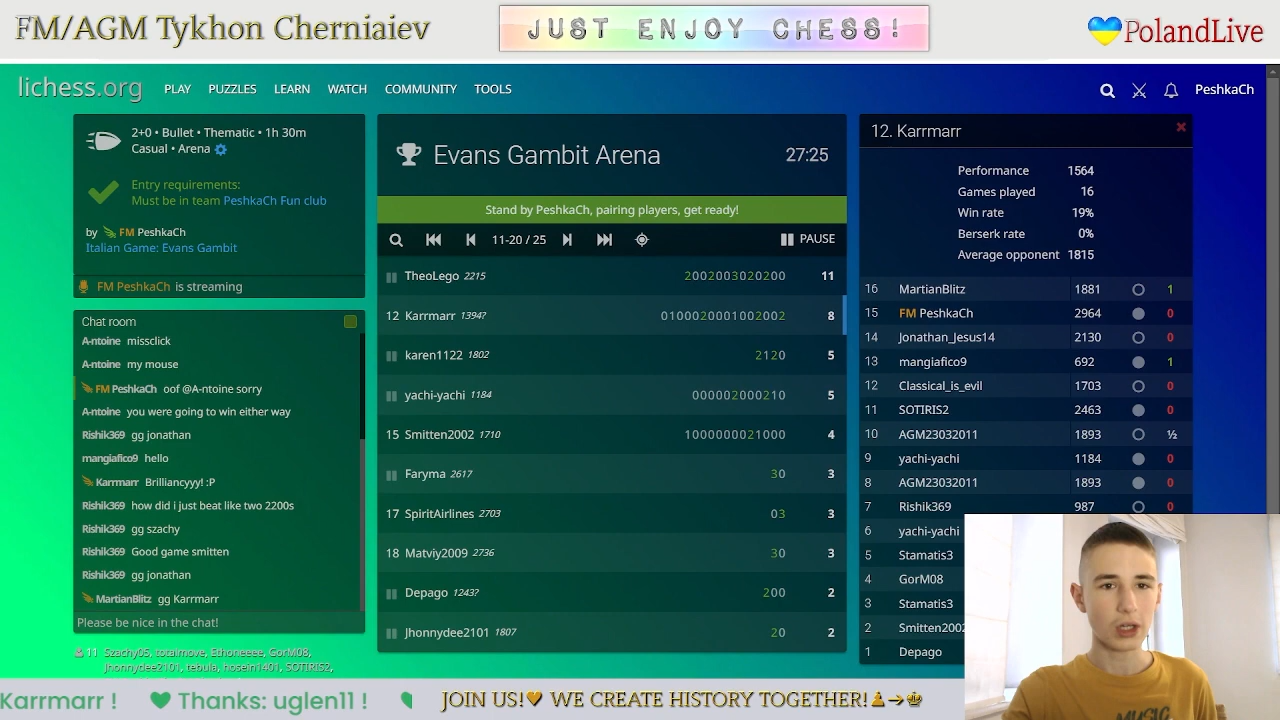 FM/AGM Tykhon Cherniaiev
JUST ENJOY CHESS!
PolandLive
lichess.org PLAY PUZZLES LEARN WATCH COMMUNITY TOOLS PeshkaCh
2+0 • Bullet • Thematic • 1h 30m
Casual • Arena
Entry requirements:
Must be in team PeshkaCh Fun club
by FM PeshkaCh
Italian Game: Evans Gambit
FM PeshkaCh is streaming
Chat room
A-ntoine missclick
A-ntoine my mouse
FM PeshkaCh oof @A-ntoine sorry
A-ntoine you were going to win either way
Rishik369 gg jonathan
mangiafico9 hello
Karrmarr Brilliancyyy! :P
Rishik369 how did i just beat like two 2200s
Rishik369 gg szachy
Rishik369 Good game smitten
Rishik369 gg jonathan
MartianBlitz gg Karrmarr
Please be nice in the chat!
11 Szachy05, totalmove, Ethoneeee, GorM08,
Jhonnydee2101, tebula, hosein1401, SOTIRIS2,
Evans Gambit Arena 27:25
Stand by PeshkaCh, pairing players, get ready!
11-20 / 25 PAUSE
TheoLego 2215 2002003020200 11
12 Karrmarr 1394? 0100020001002002 8
karen1122 1802 2120 5
yachi-yachi 1184 000002000210 5
15 Smitten2002 1710 1000000021000 4
Faryma 2617 30 3
17 SpiritAirlines 2703 03 3
18 Matviy2009 2736 30 3
Depago 1243? 200 2
Jhonnydee2101 1807 20 2
12. Karrmarr
Performance 1564
Games played 16
Win rate 19%
Berserk rate 0%
Average opponent 1815
16 MartianBlitz 1881 1
15 FM PeshkaCh 2964 0
14 Jonathan_Jesus14 2130 0
13 mangiafico9 692 1
12 Classical_is_evil 1703 0
11 SOTIRIS2 2463 0
10 AGM23032011 1893 ½
9 yachi-yachi 1184 0
8 AGM23032011 1893 0
7 Rishik369 987 0
6 yachi-yachi
5 Stamatis3
4 GorM08
3 Stamatis3
2 Smitten2002
1 Depago
MUSIC
Karrmarr ! Thanks: uglen11 !
JOIN US! WE CREATE HISTORY TOGETHER!